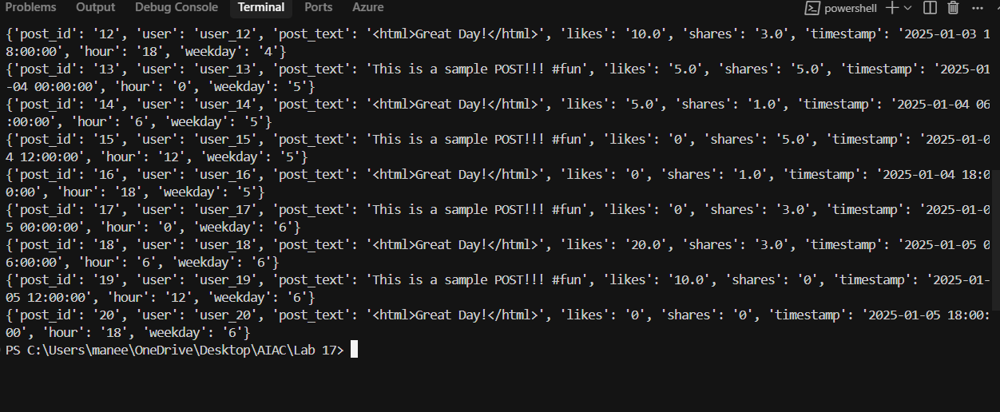 Problems Output Debug Console Terminal Ports Azure powershell
{'post_id': '12', 'user': 'user_12', 'post_text': '<html>Great Day!</html>', 'likes': '10.0', 'shares': '3.0', 'timestamp': '2025-01-03 1
8:00:00', 'hour': '18', 'weekday': '4'}
{'post_id': '13', 'user': 'user_13', 'post_text': 'This is a sample POST!!! #fun', 'likes': '5.0', 'shares': '5.0', 'timestamp': '2025-01
-04 00:00:00', 'hour': '0', 'weekday': '5'}
{'post_id': '14', 'user': 'user_14', 'post_text': '<html>Great Day!</html>', 'likes': '5.0', 'shares': '1.0', 'timestamp': '2025-01-04 06
:00:00', 'hour': '6', 'weekday': '5'}
{'post_id': '15', 'user': 'user_15', 'post_text': 'This is a sample POST!!! #fun', 'likes': '0', 'shares': '5.0', 'timestamp': '2025-01-0
4 12:00:00', 'hour': '12', 'weekday': '5'}
{'post_id': '16', 'user': 'user_16', 'post_text': '<html>Great Day!</html>', 'likes': '0', 'shares': '1.0', 'timestamp': '2025-01-04 18:0
0:00', 'hour': '18', 'weekday': '5'}
{'post_id': '17', 'user': 'user_17', 'post_text': 'This is a sample POST!!! #fun', 'likes': '0', 'shares': '3.0', 'timestamp': '2025-01-0
5 00:00:00', 'hour': '0', 'weekday': '6'}
{'post_id': '18', 'user': 'user_18', 'post_text': '<html>Great Day!</html>', 'likes': '20.0', 'shares': '3.0', 'timestamp': '2025-01-05 0
6:00:00', 'hour': '6', 'weekday': '6'}
{'post_id': '19', 'user': 'user_19', 'post_text': 'This is a sample POST!!! #fun', 'likes': '10.0', 'shares': '0', 'timestamp': '2025-01-
05 12:00:00', 'hour': '12', 'weekday': '6'}
{'post_id': '20', 'user': 'user_20', 'post_text': '<html>Great Day!</html>', 'likes': '0', 'shares': '0', 'timestamp': '2025-01-05 18:00:
00', 'hour': '18', 'weekday': '6'}
PS C:\Users\manee\OneDrive\Desktop\AIAC\Lab 17>